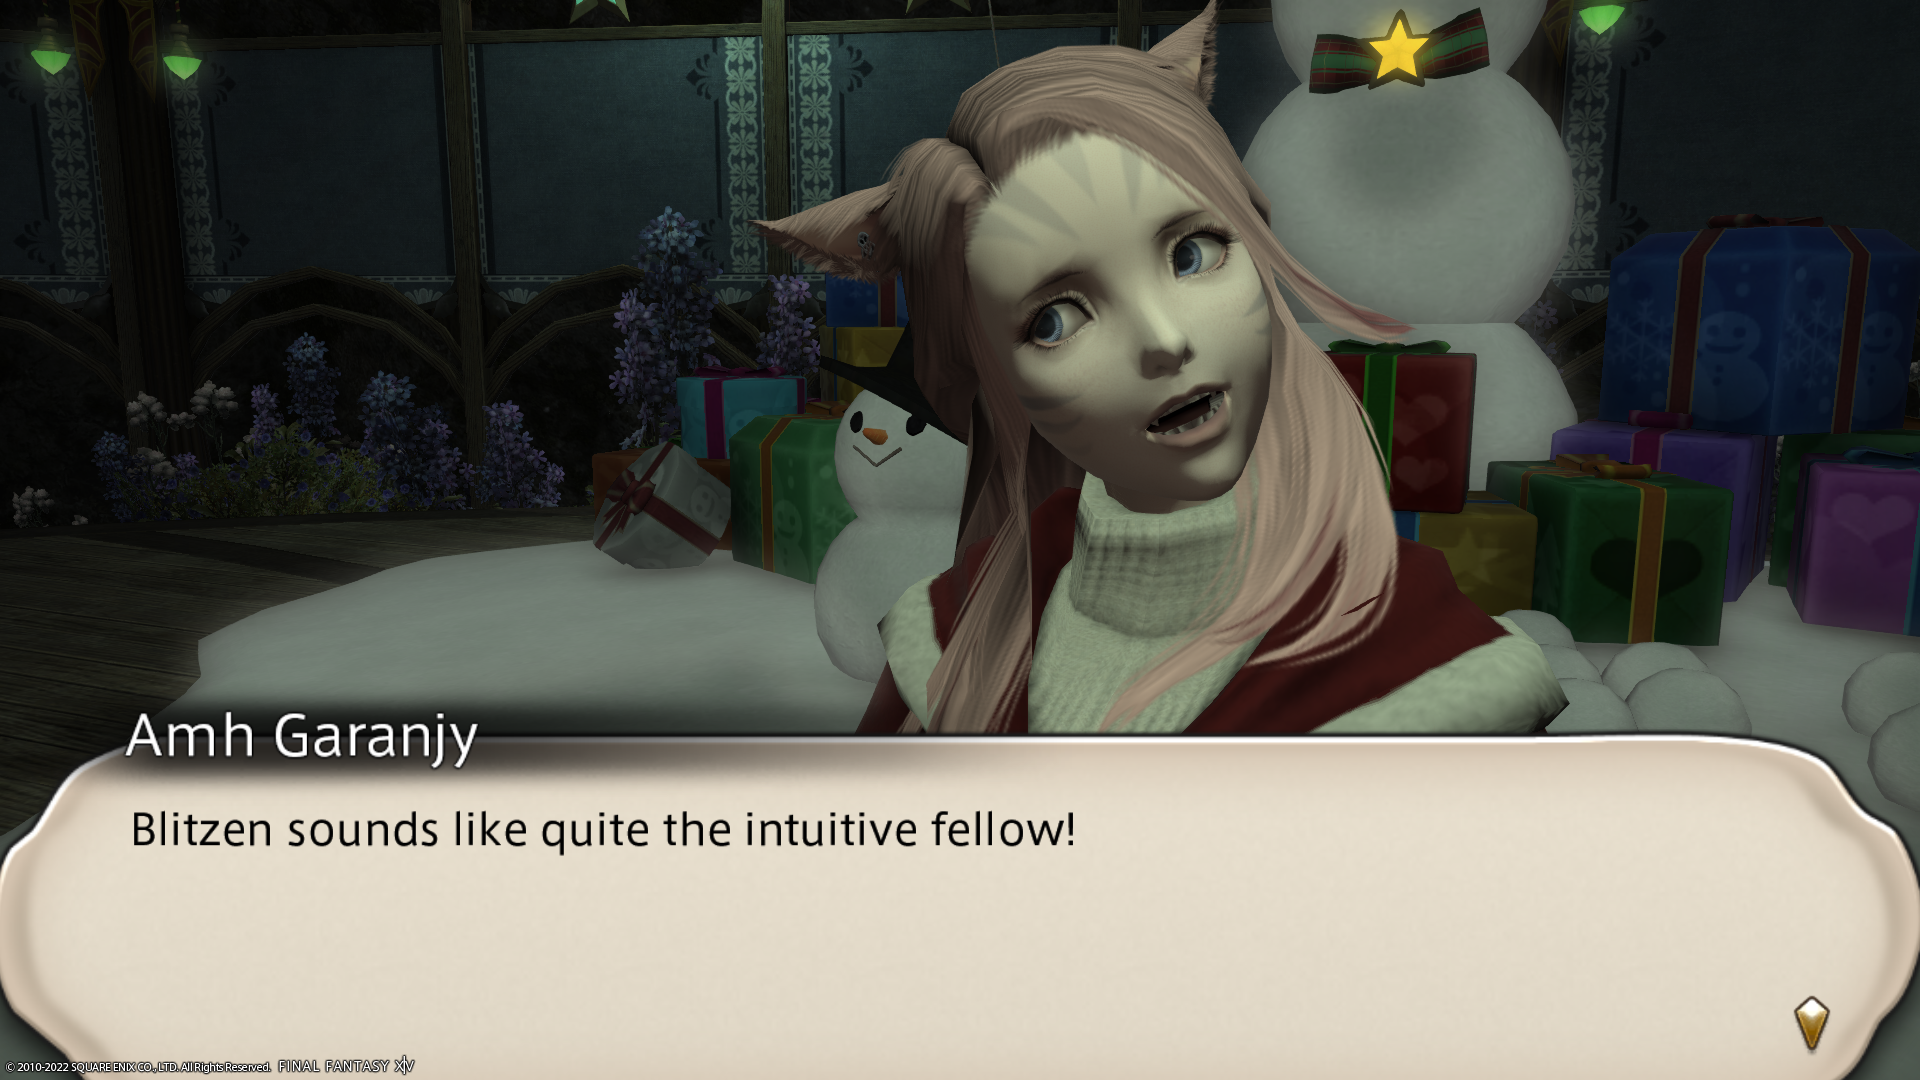 Amh Garanjy
Blitzen sounds like quite the intuitive fellow!
© 2010-2022 SQUARE ENIX CO., LTD. All Rights Reserved. FINAL FANTASY XIV